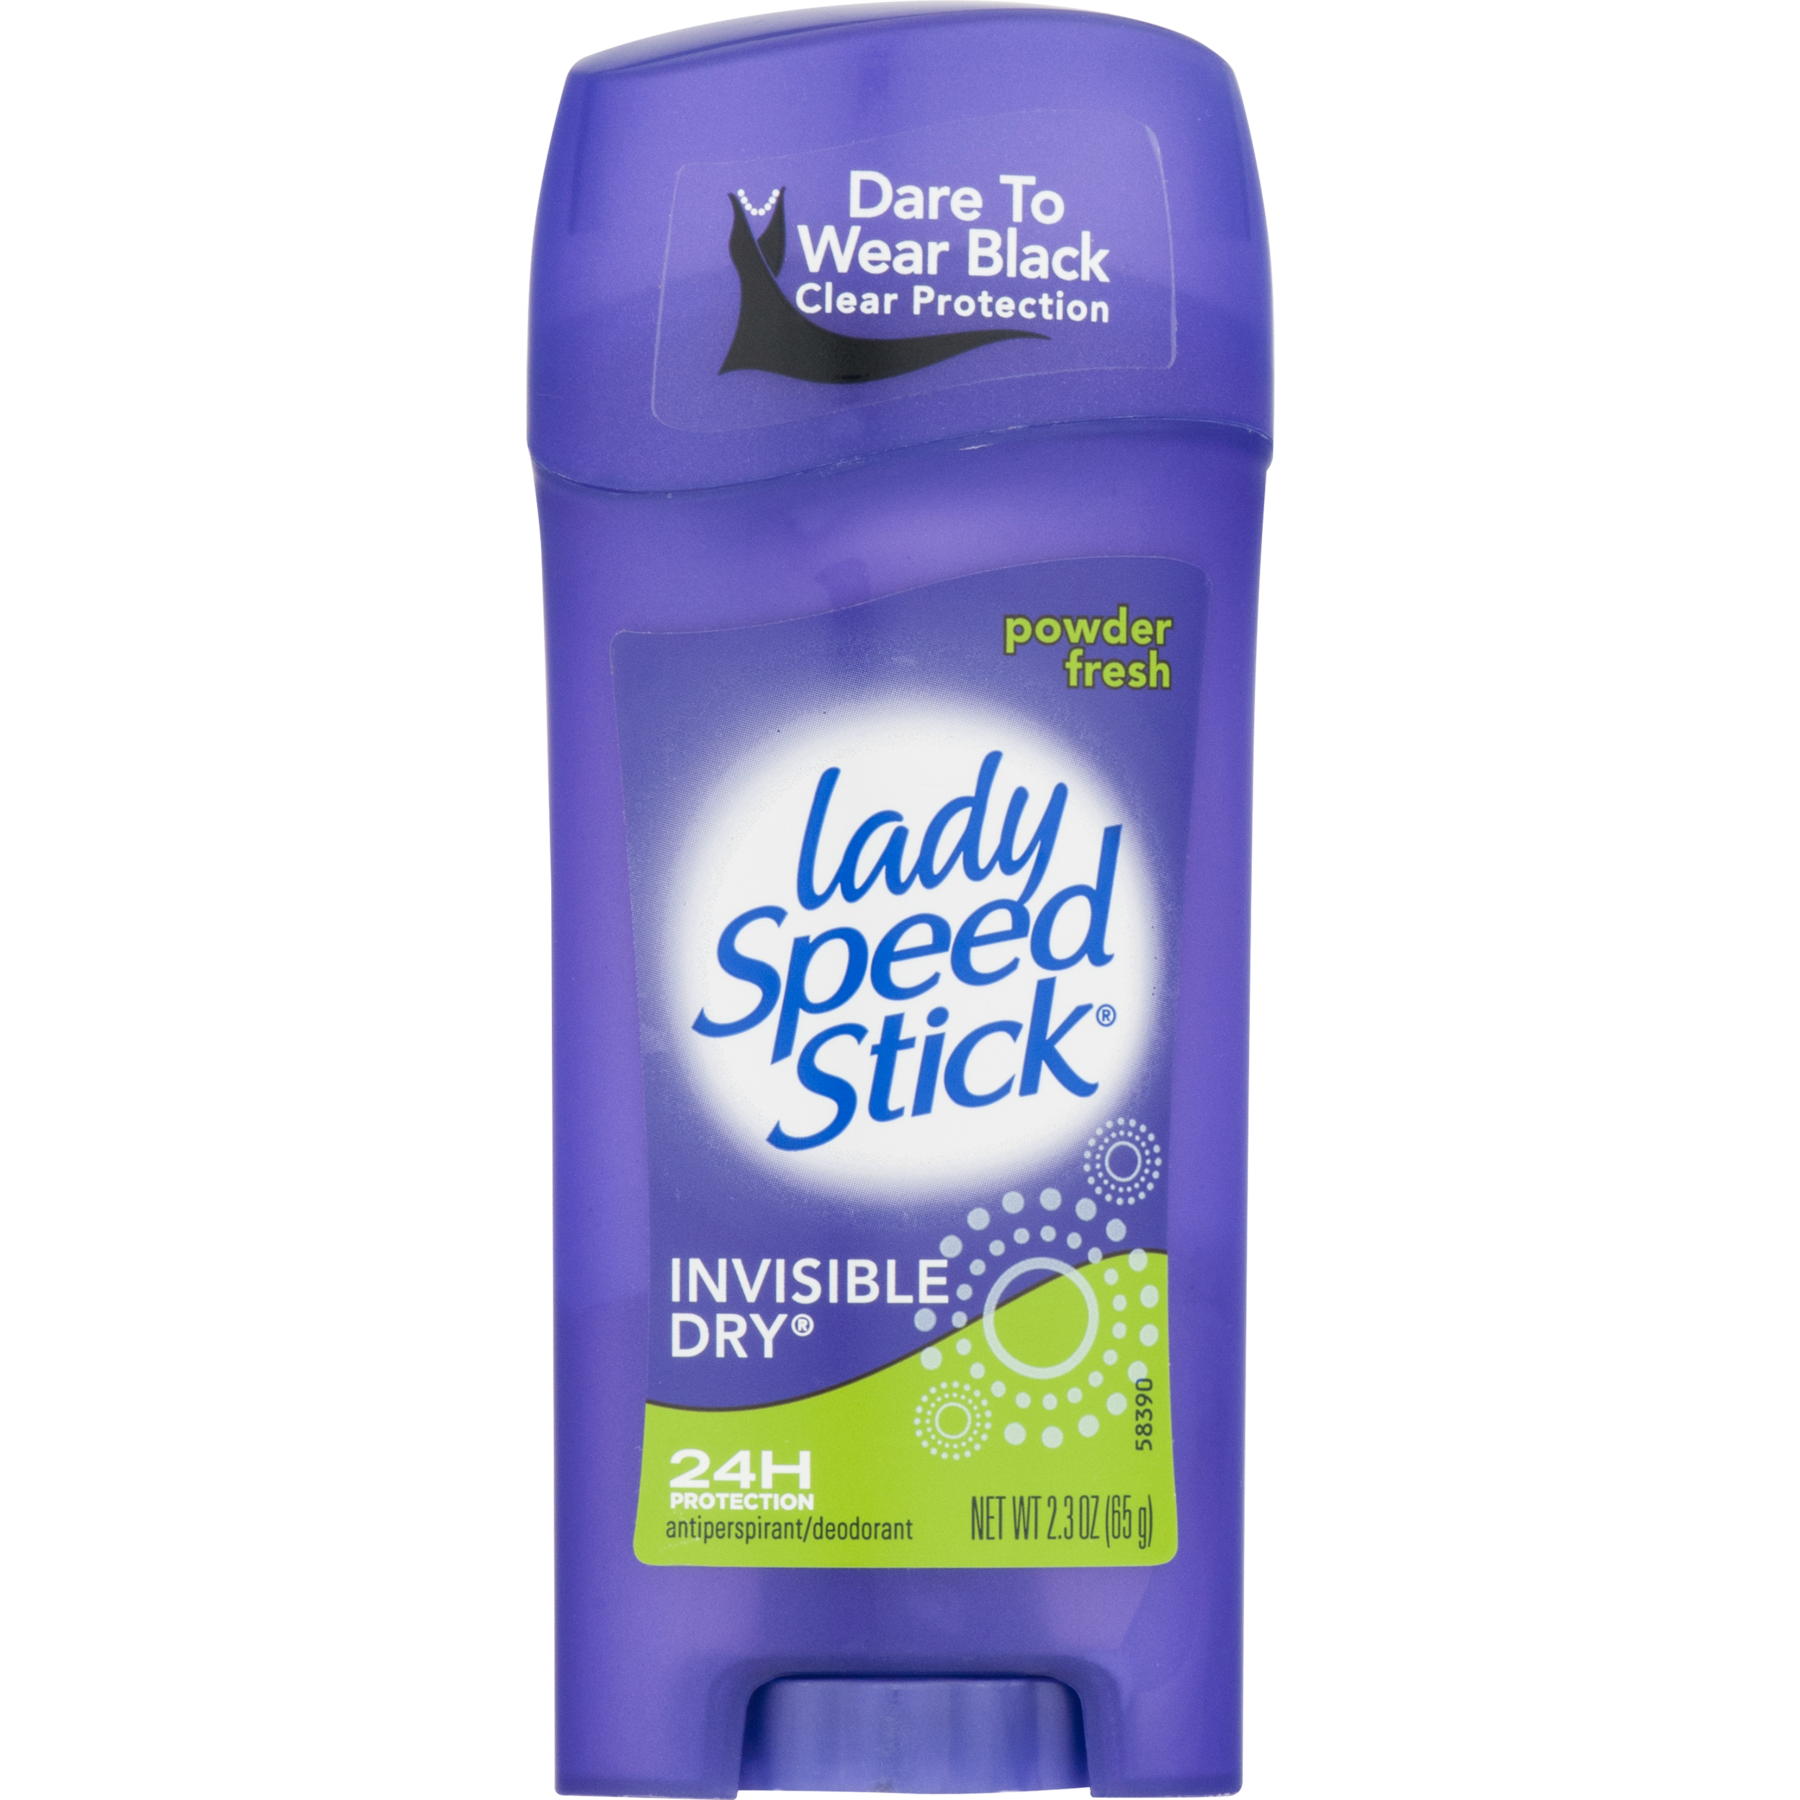 Dare To
Wear Black
Clear Protection
powder
fresh
lady
Speed
Stick®
INVISIBLE
DRY®
58390
24H
PROTECTION
antiperspirant/deodorant
NET WT 2.3 OZ (65 g)